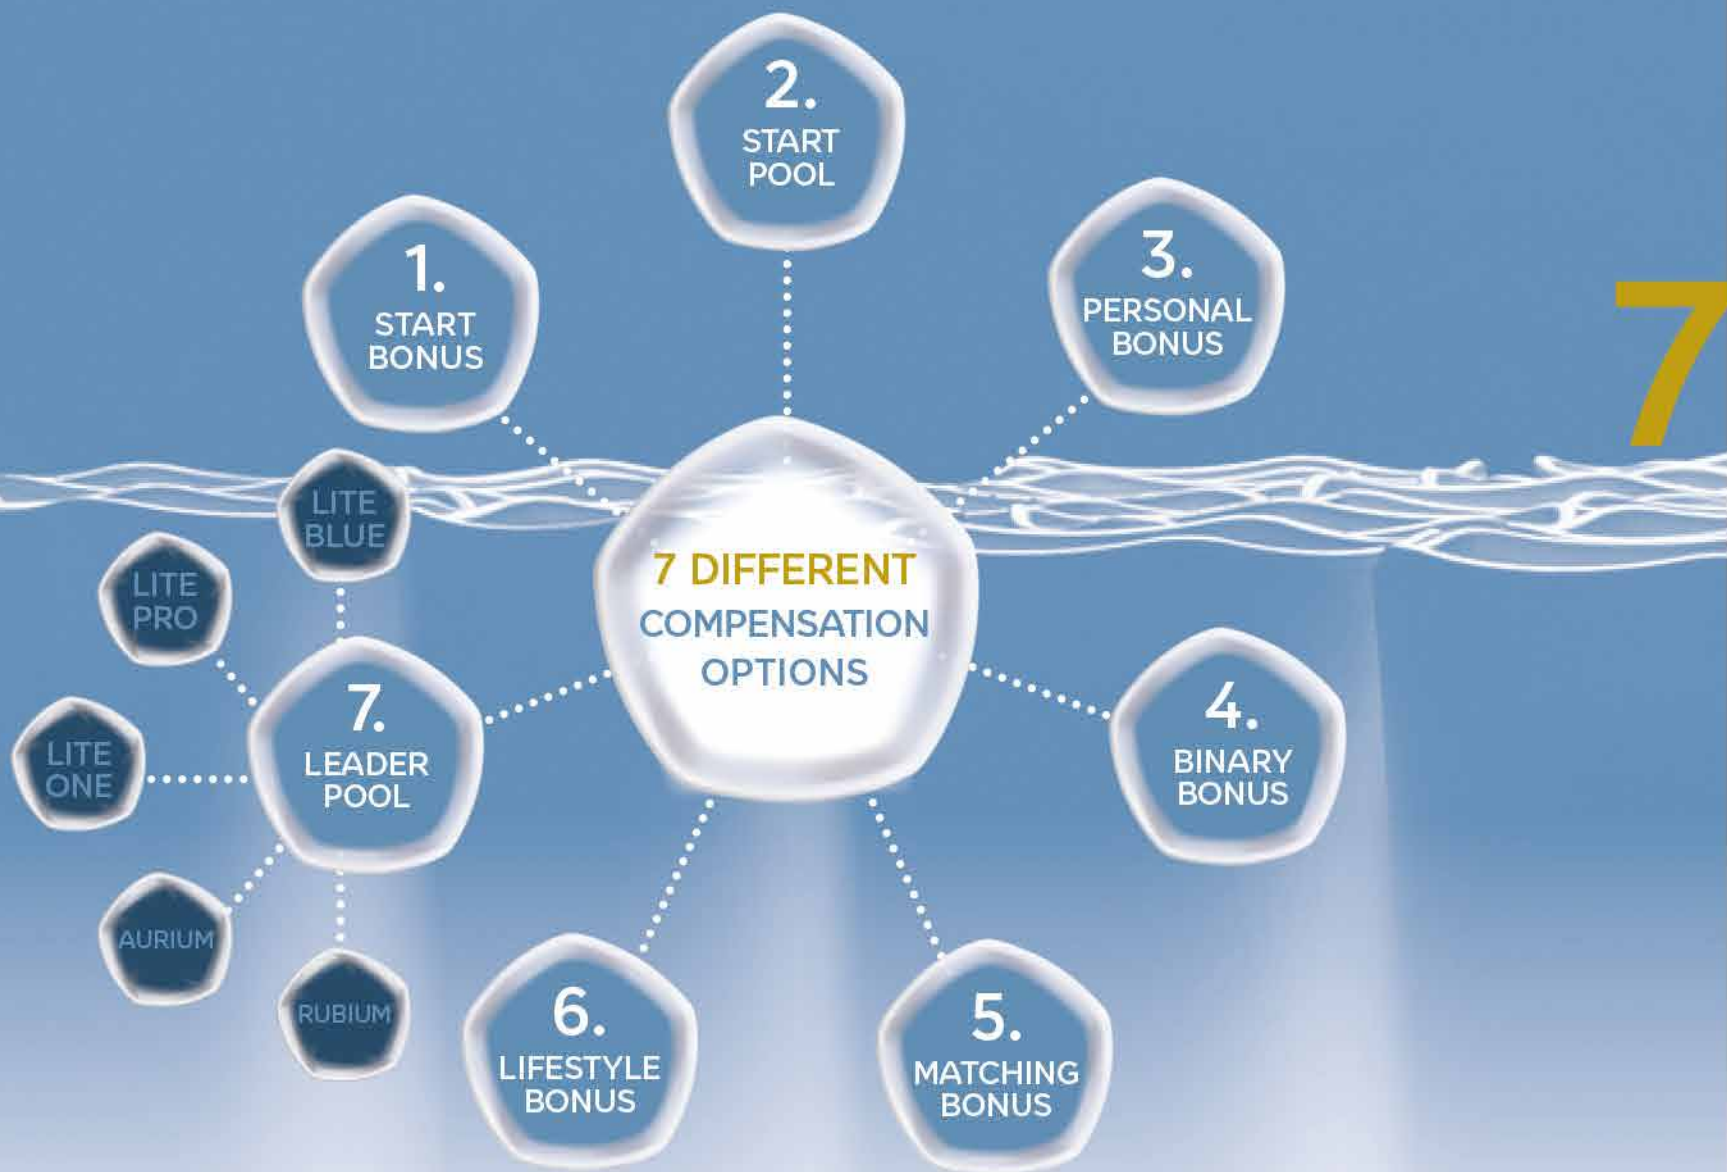 2.
START
POOL
1.
START
BONUS
3.
PERSONAL
BONUS
7
LITE
BLUE
LITE
PRO
7 DIFFERENT
COMPENSATION
OPTIONS
7.
LEADER
POOL
4.
BINARY
BONUS
LITE
ONE
AURIUM
RUBIUM
6.
LIFESTYLE
BONUS
5.
MATCHING
BONUS